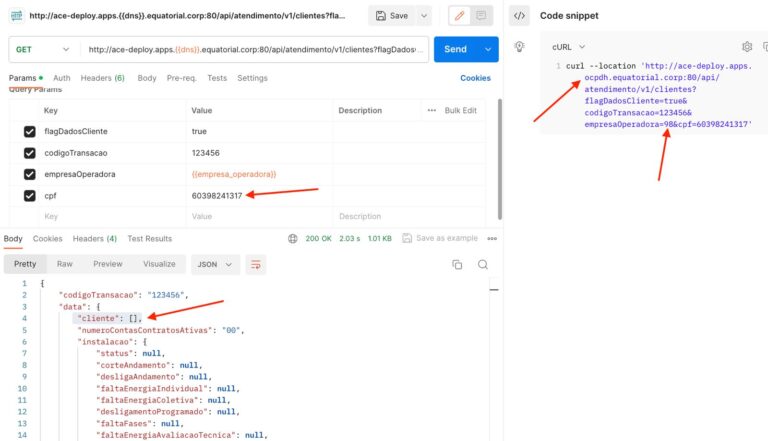 http://ace-deploy.apps.{{dns}}.equatorial.corp:80/api/atendimento/v1/clientes?fla...
Save
Code snippet
GET
http://ace-deploy.apps.{{dns}}.equatorial.corp:80/api/atendimento/v1/clientes?flagDados...
Send
cURL
Params
Auth
Headers (6)
Body
Pre-req.
Tests
Settings
Cookies
1 curl --location 'http://ace-deploy.apps.
ocpdh.equatorial.corp:80/api/
atendimento/v1/clientes?
flagDadosCliente=true&
codigoTransacao=123456&
empresaOperadora=98&cpf=60398241317'
Query Params
Key Value Description Bulk Edit
flagDadosCliente true
codigoTransacao 123456
empresaOperadora {{empresa_operadora}}
cpf 60398241317
Key Value Description
Body Cookies Headers (4) Test Results 200 OK 2.03 s 1.01 KB Save as example
Pretty Raw Preview Visualize JSON
1 {
2 "codigoTransacao": "123456",
3 "data": {
4 "cliente": [],
5 "numeroContasContratosAtivas": "00",
6 "instalacao": {
7 "status": null,
8 "corteAndamento": null,
9 "desligaAndamento": null,
10 "faltaEnergiaIndividual": null,
11 "faltaEnergiaColetiva": null,
12 "desligamentoProgramado": null,
13 "faltaFases": null,
14 "faltaEnergiaAvaliacaoTecnica": null,